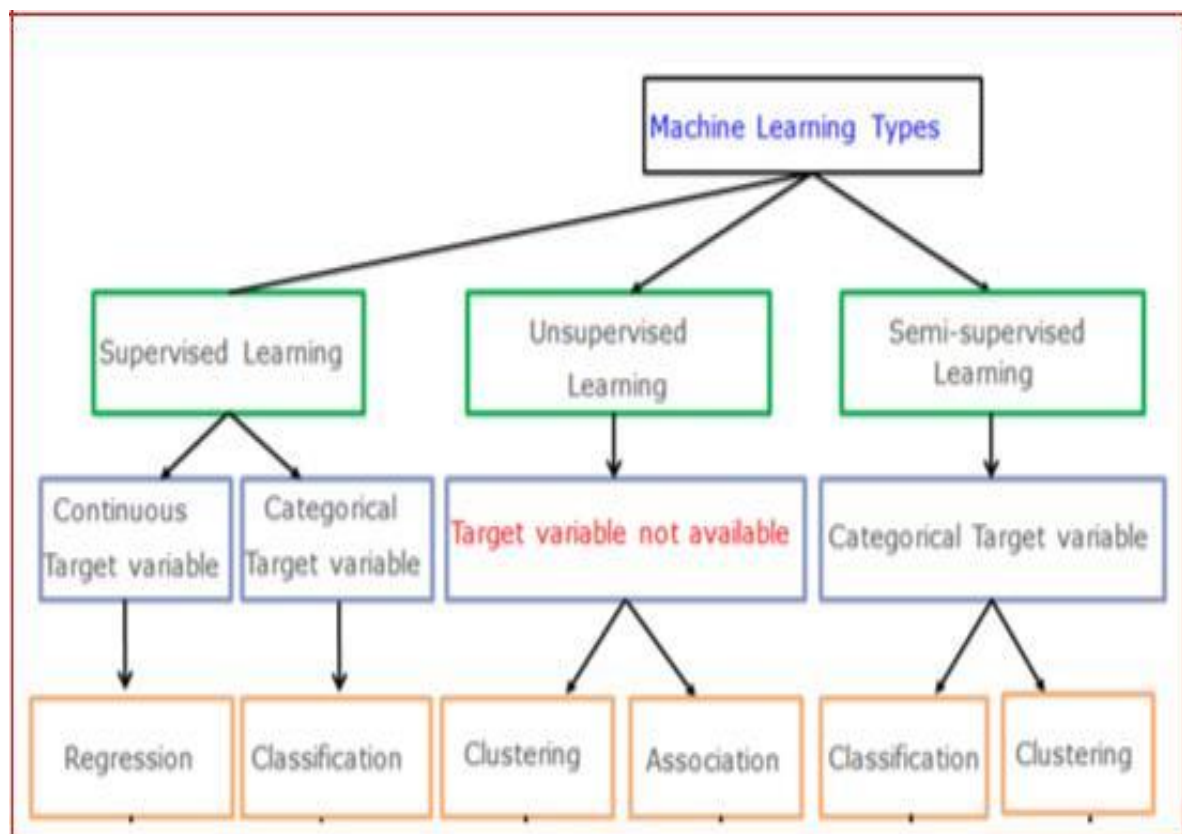 Machine Learning Types
Supervised Learning
Unsupervised
Learning
Semi-supervised
Learning
Continuous
Target variable
Categorical
Target variable
Target variable not available
Categorical Target variable
Regression
Classification
Clustering
Association
Classification
Clustering